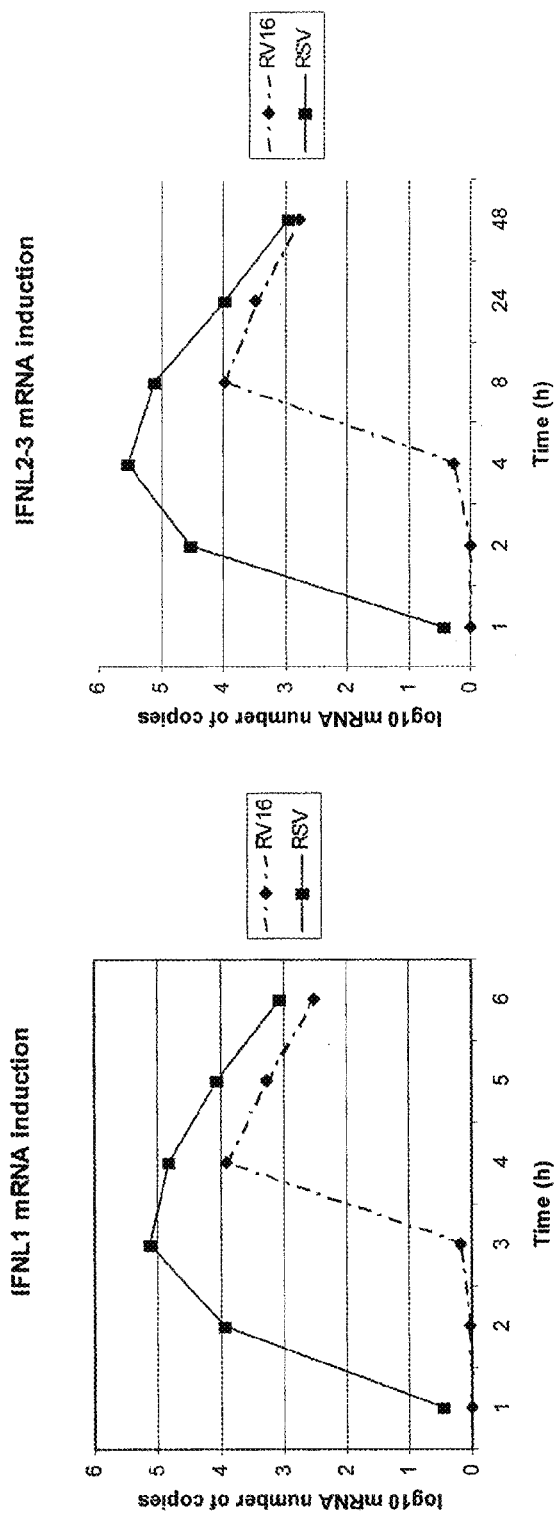 IFNL1 mRNA induction
log10 mRNA number of copies
6
5
4
3
2
1
0
1 2 3 4 5 6
Time (h)
RV16
RSV
IFNL2-3 mRNA induction
log10 mRNA number of copies
6
5
4
3
2
1
0
1 2 4 8 24 48
Time (h)
RV16
RSV